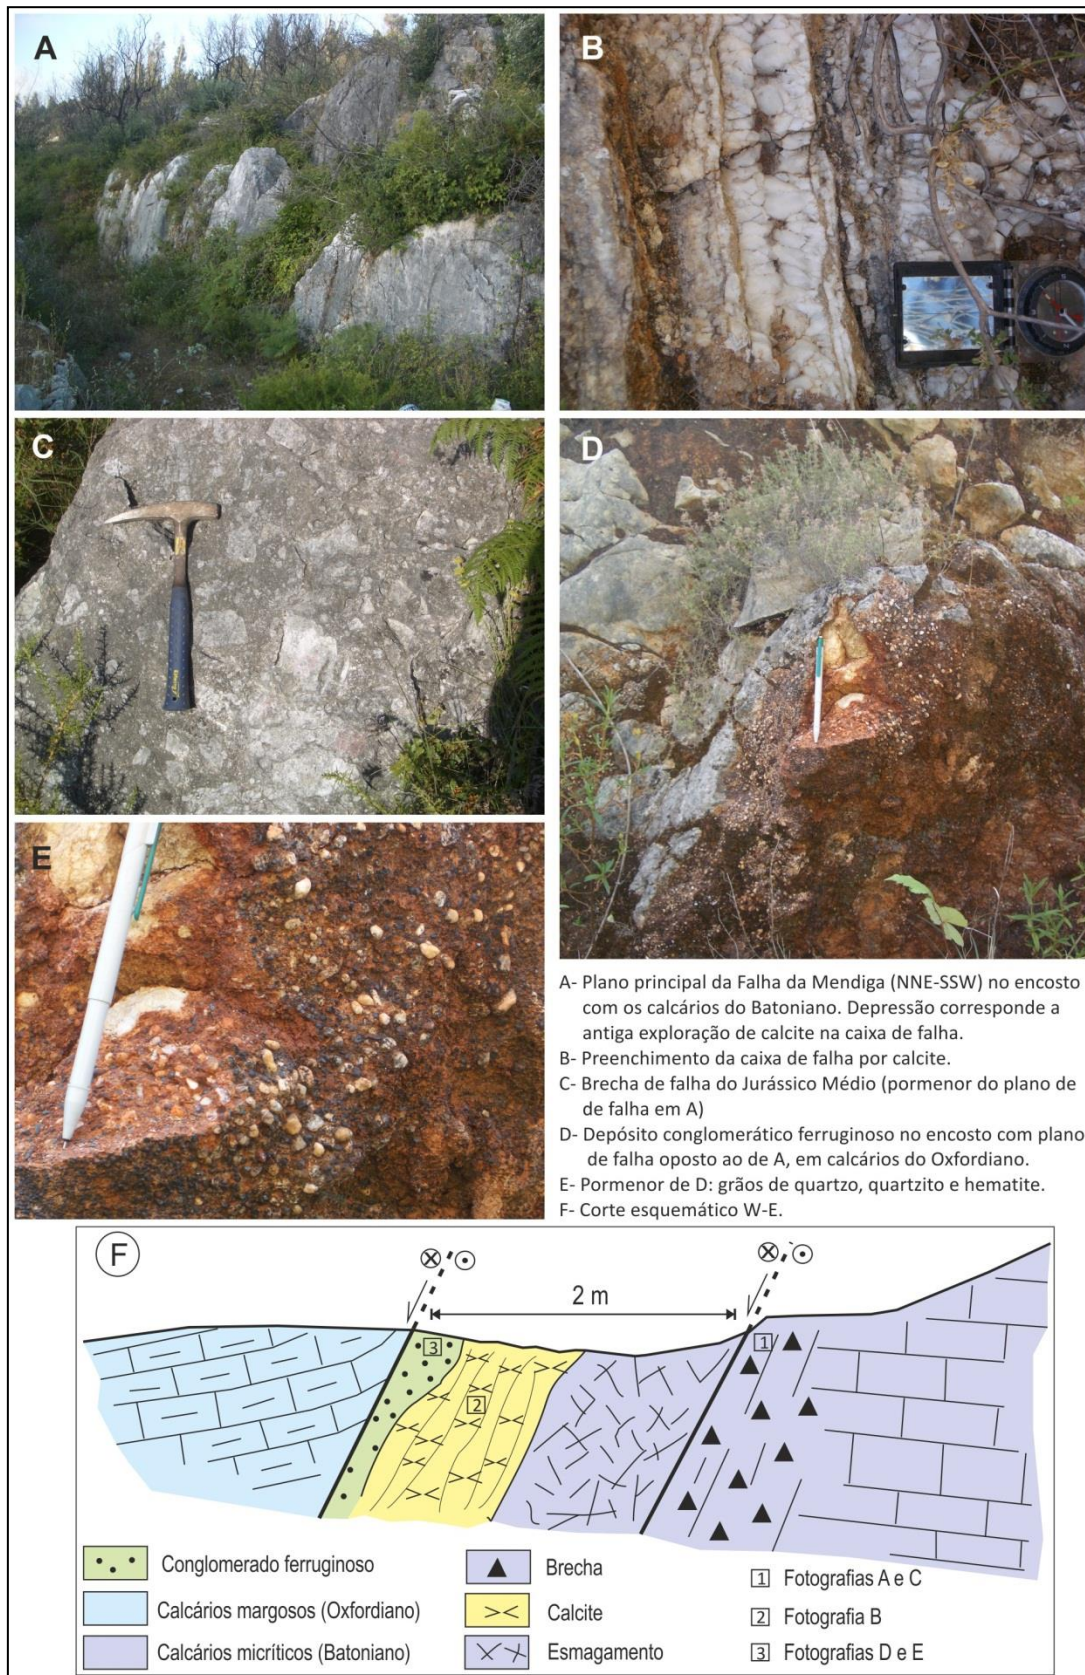 A
B
C
D
E
A- Plano principal da Falha da Mendiga (NNE-SSW) no encosto
com os calcários do Batoniano. Depressão corresponde a
antiga exploração de calcite na caixa de falha.
B- Preenchimento da caixa de falha por calcite.
C- Brecha de falha do Jurássico Médio (pormenor do plano de
de falha em A)
D- Depósito conglomerático ferruginoso no encosto com plano
de falha oposto ao de A, em calcários do Oxfordiano.
E- Pormenor de D: grãos de quartzo, quartzito e hematite.
F- Corte esquemático W-E.
F
2 m
3
1
2
Conglomerado ferruginoso
Calcários margosos (Oxfordiano)
Calcários micríticos (Batoniano)
Brecha
Calcite
Esmagamento
1 Fotografias A e C
2 Fotografia B
3 Fotografias D e E